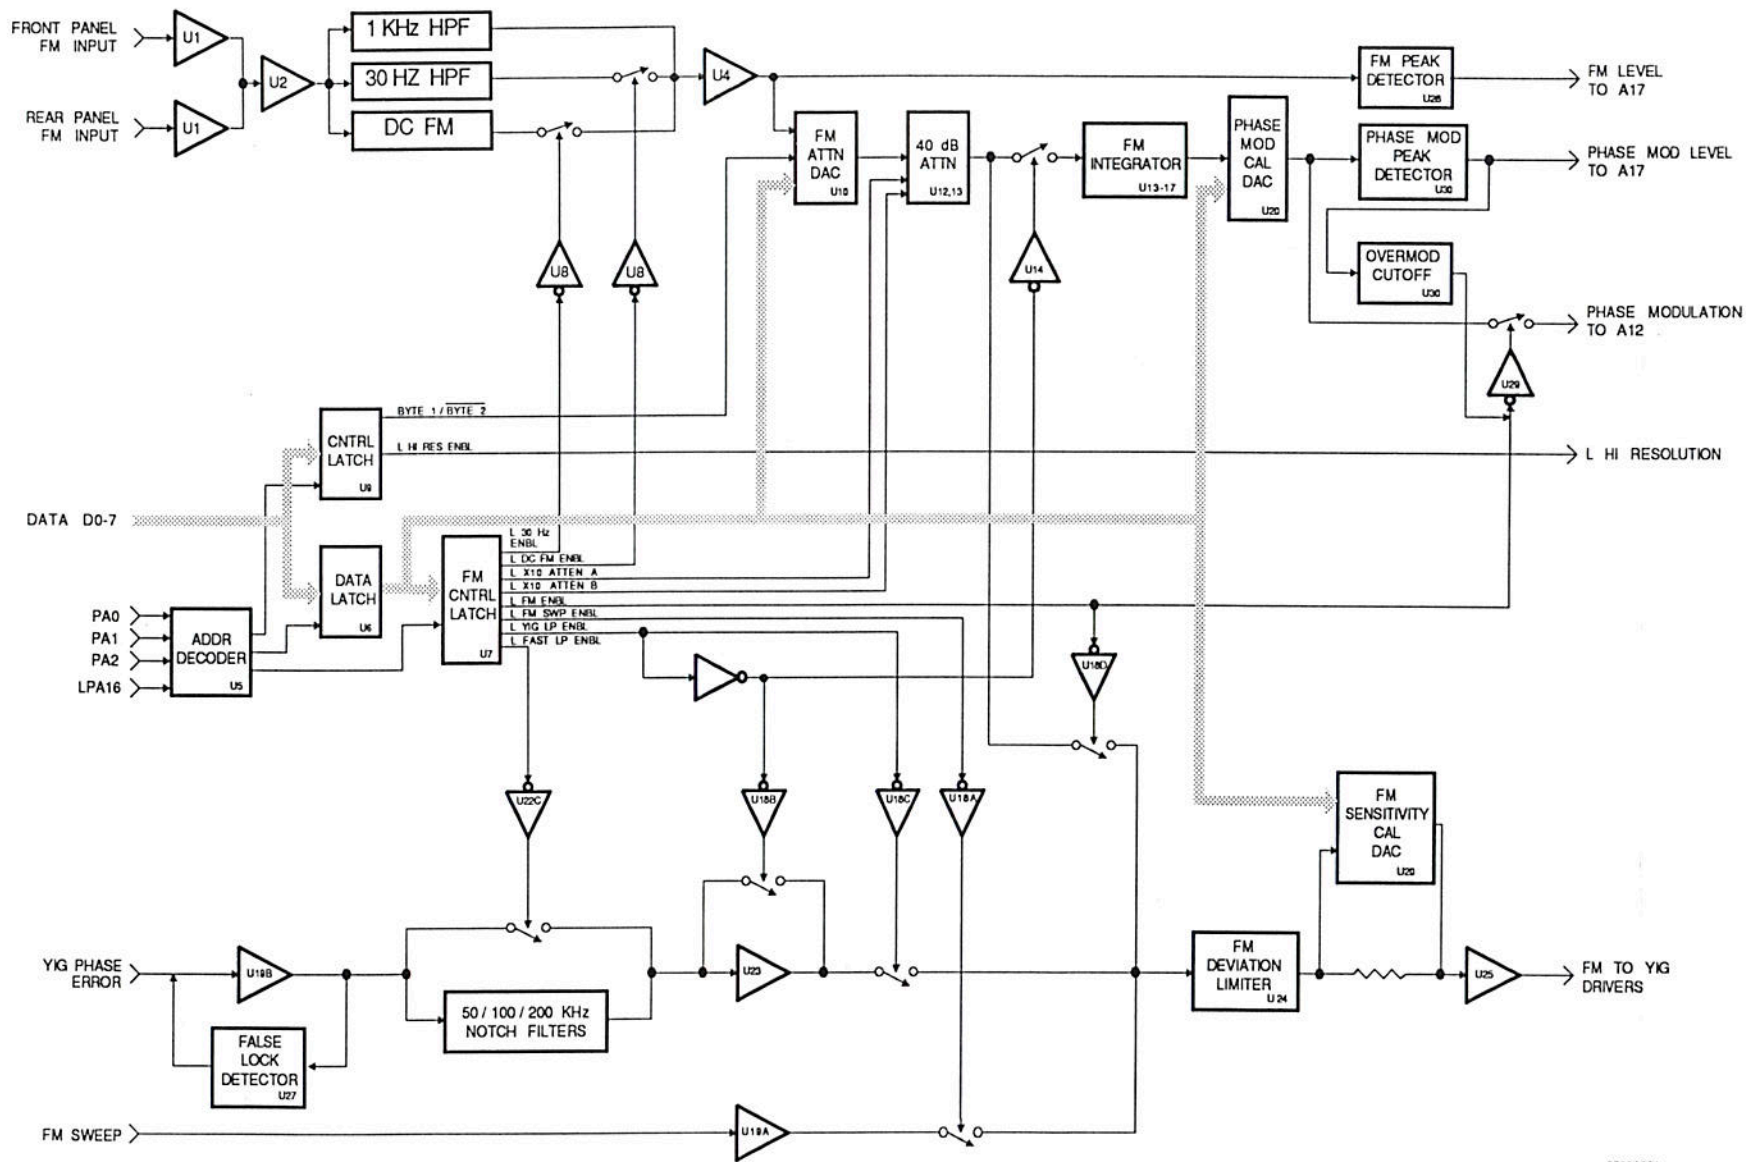 FRONT PANEL
FM INPUT
U1
REAR PANEL
FM INPUT
U1
U2
1 KHz HPF
30 HZ HPF
DC FM
U4
FM PEAK
DETECTOR
U26
FM LEVEL
TO A17
FM
ATTN
DAC
U10
40 dB
ATTN
U12,13
FM
INTEGRATOR
U13-17
PHASE
MOD
CAL
DAC
U20
PHASE MOD
PEAK
DETECTOR
U30
PHASE MOD LEVEL
TO A17
U8
U8
U14
OVERMOD
CUTOFF
U30
PHASE MODULATION
TO A12
U29
CNTRL
LATCH
U9
BYTE 1 / BYTE 2
L HI RES ENBL
L HI RESOLUTION
DATA D0-7
DATA
LATCH
U6
FM
CNTRL
LATCH
U7
L 30 Hz
ENBL
L DC FM ENBL
L X10 ATTEN A
L X10 ATTEN B
L FM ENBL
L FM SWP ENBL
L YIG LP ENBL
L FAST LP ENBL
PA0
PA1
PA2
LPA16
ADDR
DECODER
U5
U18D
U22C
U18B
U18C
U18A
FM
SENSITIVITY
CAL
DAC
U20
YIG PHASE
ERROR
U19B
50 / 100 / 200 KHz
NOTCH FILTERS
U23
FM
DEVIATION
LIMITER
U24
U25
FM TO YIG
DRIVERS
FALSE
LOCK
DETECTOR
U27
FM SWEEP
U19A